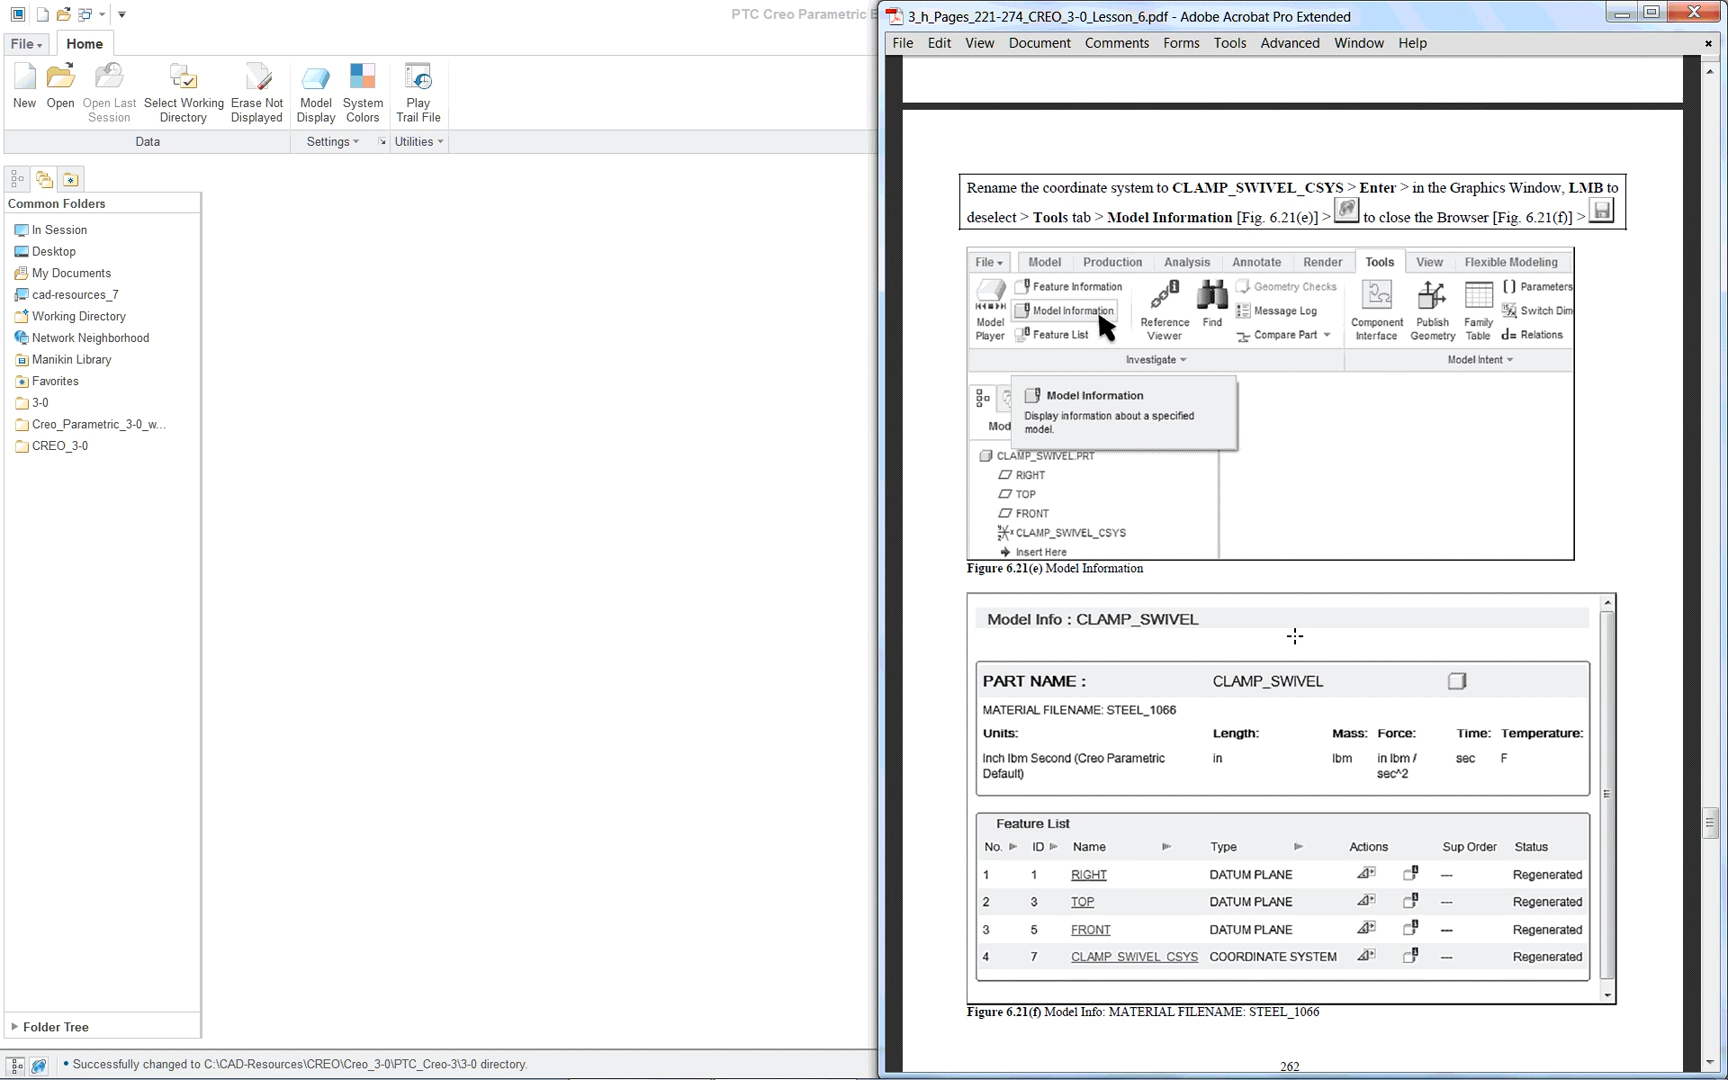 PTC Creo Parametric E
File
Home
New
Open
Open Last
Session
Select Working
Directory
Erase Not
Displayed
Model
Display
System
Colors
Play
Trail File
Data
Settings
Utilities
Common Folders
In Session
Desktop
My Documents
cad-resources_7
Working Directory
Network Neighborhood
Manikin Library
Favorites
3-0
Creo_Parametric_3-0_w...
CREO_3-0
Folder Tree
• Successfully changed to C:\CAD-Resources\CREO\Creo_3-0\PTC_Creo-3\3-0 directory.
3_h_Pages_221-274_CREO_3-0_Lesson_6.pdf - Adobe Acrobat Pro Extended
File Edit View Document Comments Forms Tools Advanced Window Help
Rename the coordinate system to CLAMP_SWIVEL_CSYS > Enter > in the Graphics Window, LMB to
deselect > Tools tab > Model Information [Fig. 6.21(e)] > to close the Browser [Fig. 6.21(f)] >
File Model Production Analysis Annotate Render Tools View Flexible Modeling
Model
Player
Feature Information
Model Information
Feature List
Reference
Viewer
Find
Geometry Checks
Message Log
Compare Part
Component
Interface
Publish
Geometry
Family
Table
Parameters
Switch Dim
d= Relations
Investigate
Model Intent
Mod
Model Information
Display information about a specified
model.
CLAMP_SWIVEL.PRT
RIGHT
TOP
FRONT
CLAMP_SWIVEL_CSYS
Insert Here
Figure 6.21(e) Model Information
Model Info : CLAMP_SWIVEL
PART NAME : CLAMP_SWIVEL
MATERIAL FILENAME: STEEL_1066
Units: Length: Mass: Force: Time: Temperature:
Inch lbm Second (Creo Parametric
Default)
in
lbm
in lbm /
sec^2
sec
F
Feature List
No. ID Name Type Actions Sup Order Status
1 1 RIGHT DATUM PLANE --- Regenerated
2 3 TOP DATUM PLANE --- Regenerated
3 5 FRONT DATUM PLANE --- Regenerated
4 7 CLAMP_SWIVEL_CSYS COORDINATE SYSTEM --- Regenerated
Figure 6.21(f) Model Info: MATERIAL FILENAME: STEEL_1066
262